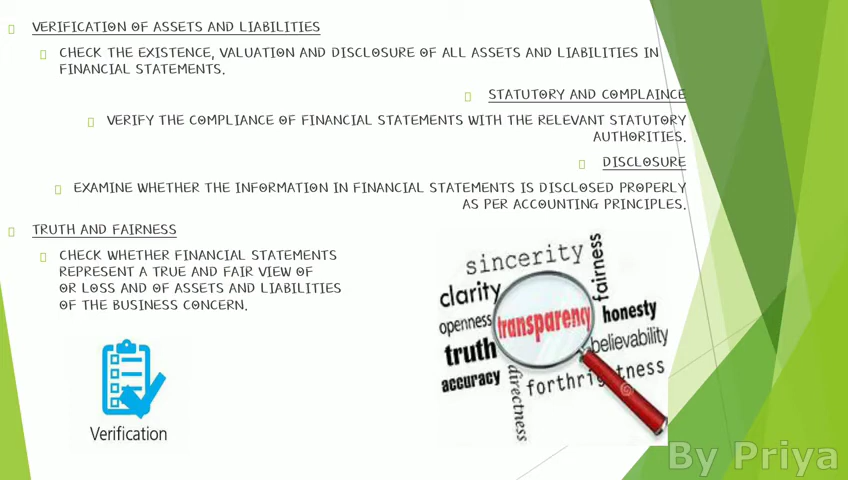 VERIFICATION OF ASSETS AND LIABILITIES
CHECK THE EXISTENCE, VALUATION AND DISCLOSURE OF ALL ASSETS AND LIABILITIES IN
FINANCIAL STATEMENTS.
STATUTORY AND COMPLAINCE
VERIFY THE COMPLIANCE OF FINANCIAL STATEMENTS WITH THE RELEVANT STATUTORY
AUTHORITIES.
DISCLOSURE
EXAMINE WHETHER THE INFORMATION IN FINANCIAL STATEMENTS IS DISCLOSED PROPERLY
AS PER ACCOUNTING PRINCIPLES.
TRUTH AND FAIRNESS
CHECK WHETHER FINANCIAL STATEMENTS
REPRESENT A TRUE AND FAIR VIEW OF
OR LOSS AND OF ASSETS AND LIABILITIES
OF THE BUSINESS CONCERN.
sincerity
fairness
clarity
openness
transparency
honesty
truth
believability
accuracy
directness
forthrightness
Verification
By Priya